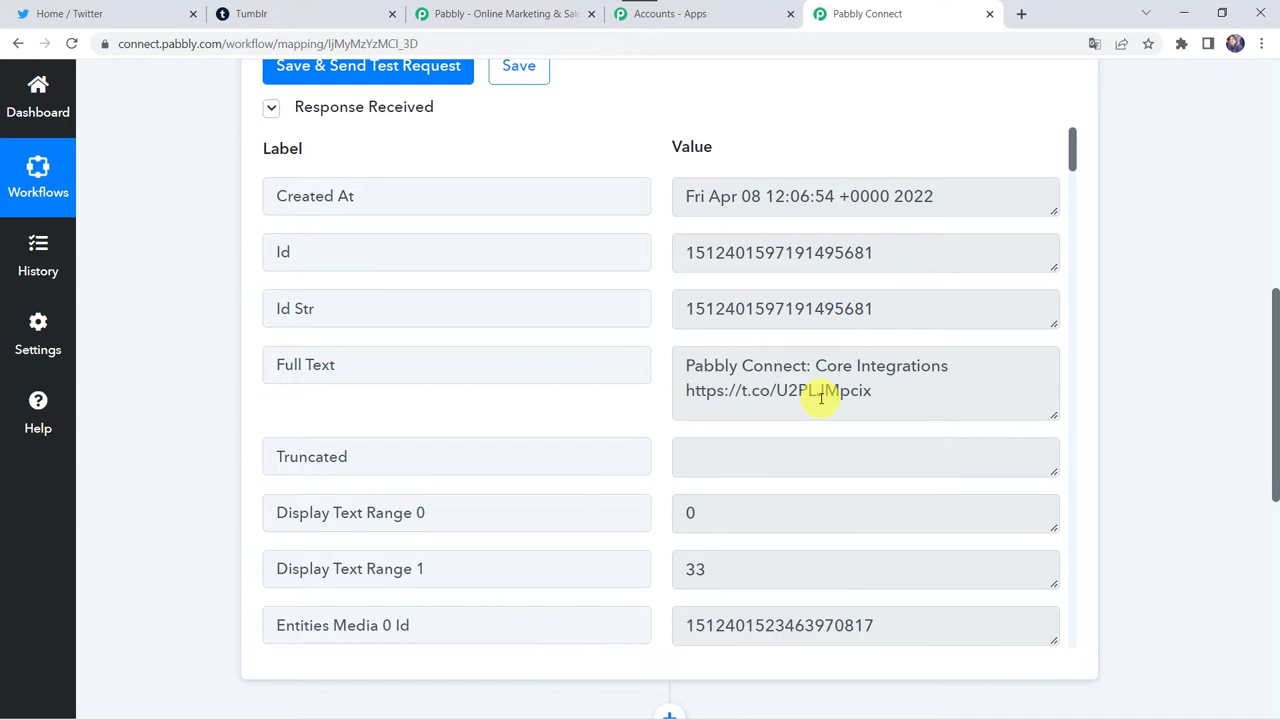 Home / Twitter
Tumblr
Pabbly - Online Marketing & Sal
Accounts - Apps
Pabbly Connect
connect.pabbly.com/workflow/mapping/IjMyMzYzMCI_3D
Dashboard
Workflows
History
Settings
Help
Save & Send Test Request
Save
Response Received
Label
Value
Created At
Fri Apr 08 12:06:54 +0000 2022
Id
1512401597191495681
Id Str
1512401597191495681
Full Text
Pabbly Connect: Core Integrations
https://t.co/U2PLJMpcix
Truncated
Display Text Range 0
0
Display Text Range 1
33
Entities Media 0 Id
1512401523463970817